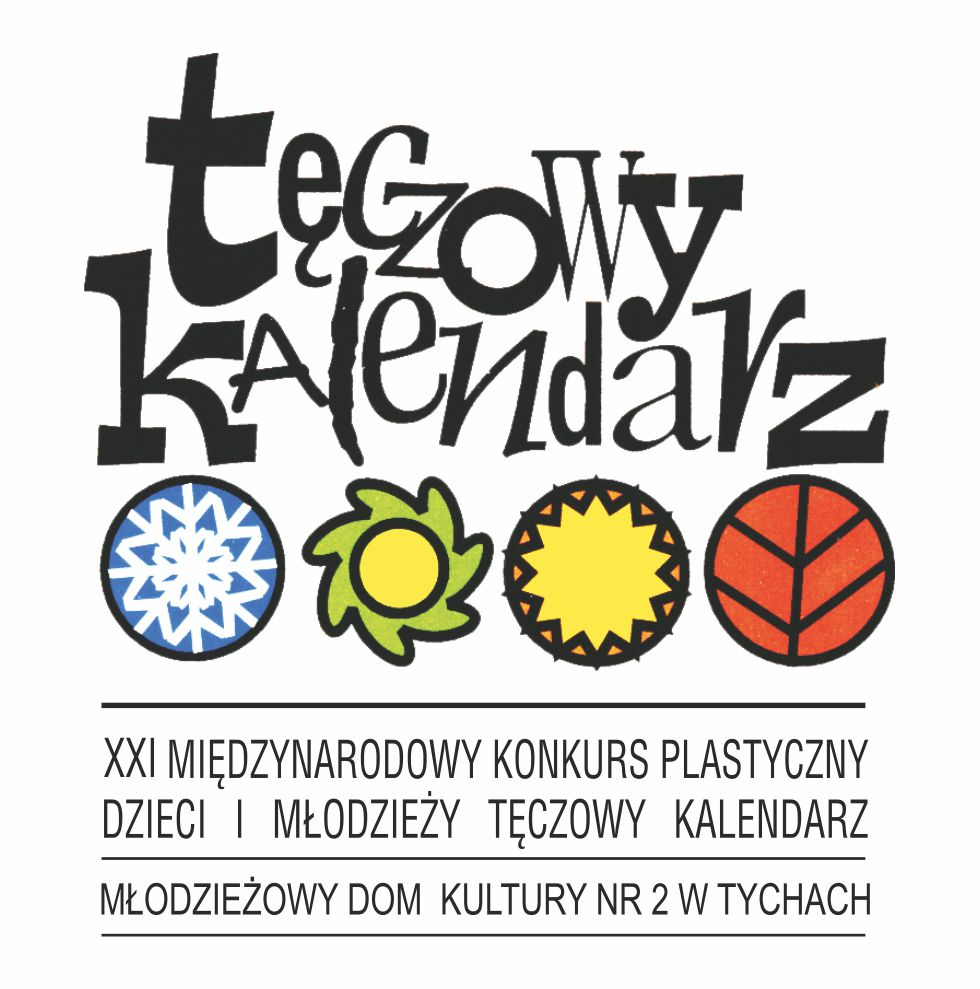 tęczowy
kalendarz
XXI MIĘDZYNARODOWY KONKURS PLASTYCZNY
DZIECI I MŁODZIEŻY TĘCZOWY KALENDARZ
MŁODZIEŻOWY DOM KULTURY NR 2 W TYCHACH